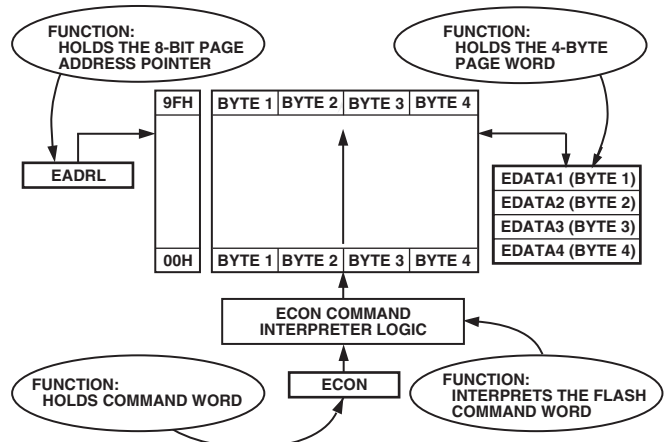 FUNCTION:
HOLDS THE 8-BIT PAGE
ADDRESS POINTER
FUNCTION:
HOLDS THE 4-BYTE
PAGE WORD
9FH
BYTE 1 BYTE 2 BYTE 3 BYTE 4
EADRL
EDATA1 (BYTE 1)
EDATA2 (BYTE 2)
EDATA3 (BYTE 3)
EDATA4 (BYTE 4)
00H
BYTE 1 BYTE 2 BYTE 3 BYTE 4
ECON COMMAND
INTERPRETER LOGIC
FUNCTION:
HOLDS COMMAND WORD
ECON
FUNCTION:
INTERPRETS THE FLASH
COMMAND WORD